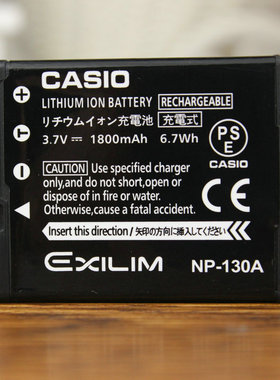 CASIO
LITHIUM ION BATTERY RECHARGEABLE
リチウムイオン充電池 充電式
3.7V 1800mAh 6.7Wh
PS
E
CASIO
CAUTION Use specified charger
only,and do not short, open or
dispose of in fire or water.
Otherwise,may cause fatal accident.
Insert this direction/矢印の方向に挿入して下さい
EXILIM
NP-130A